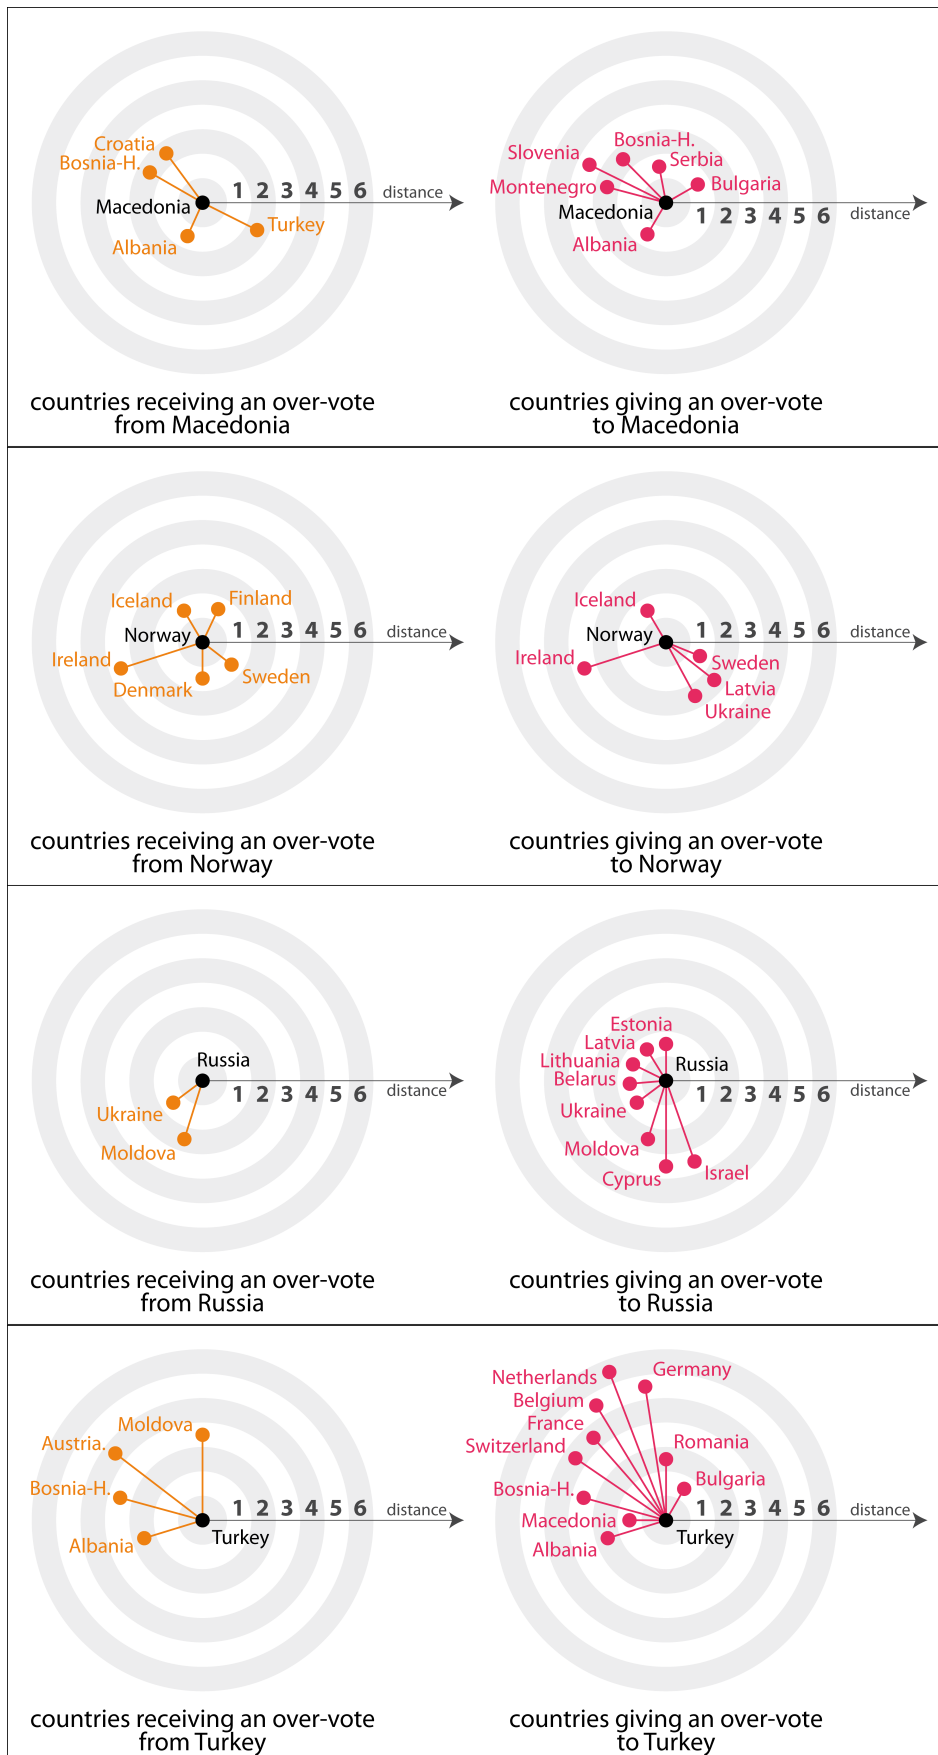 Croatia
Bosnia-H.
Macedonia
1 2 3 4 5 6 distance
Turkey
Albania
countries receiving an over-vote
from Macedonia
Bosnia-H.
Slovenia
Serbia
Montenegro
Bulgaria
Macedonia
1 2 3 4 5 6 distance
Albania
countries giving an over-vote
to Macedonia
Iceland
Finland
Norway
1 2 3 4 5 6 distance
Ireland
Denmark
Sweden
countries receiving an over-vote
from Norway
Iceland
Norway
1 2 3 4 5 6 distance
Ireland
Sweden
Latvia
Ukraine
countries giving an over-vote
to Norway
Russia
1 2 3 4 5 6 distance
Ukraine
Moldova
countries receiving an over-vote
from Russia
Estonia
Latvia
Lithuania
Russia
Belarus
1 2 3 4 5 6 distance
Ukraine
Moldova
Cyprus
Israel
countries giving an over-vote
to Russia
Moldova
Austria.
Bosnia-H.
1 2 3 4 5 6 distance
Albania
Turkey
countries receiving an over-vote
from Turkey
Netherlands
Germany
Belgium
France
Switzerland
Romania
Bosnia-H.
Bulgaria
1 2 3 4 5 6 distance
Macedonia
Turkey
Albania
countries giving an over-vote
to Turkey